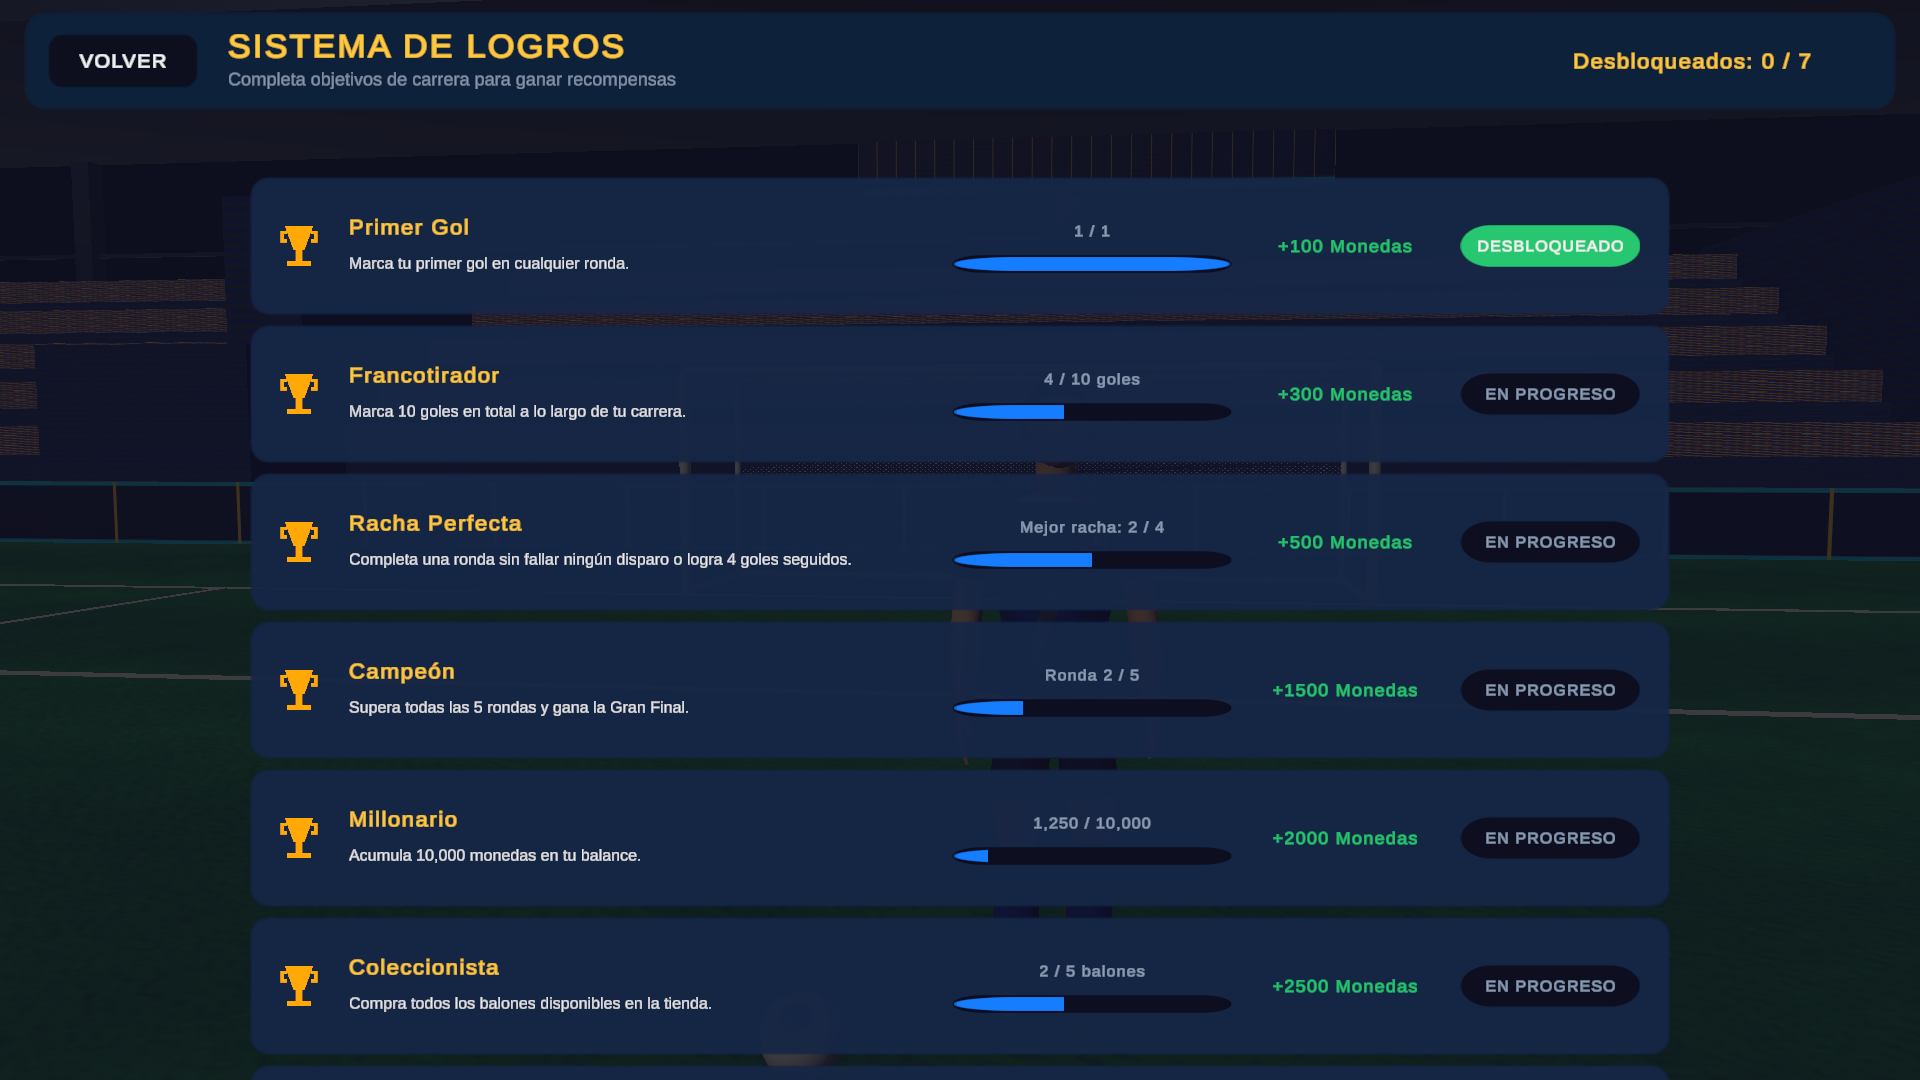 VOLVER
SISTEMA DE LOGROS
Completa objetivos de carrera para ganar recompensas
Desbloqueados: 0 / 7
Primer Gol
Marca tu primer gol en cualquier ronda.
1 / 1
+100 Monedas
DESBLOQUEADO
Francotirador
Marca 10 goles en total a lo largo de tu carrera.
4 / 10 goles
+300 Monedas
EN PROGRESO
Racha Perfecta
Completa una ronda sin fallar ningún disparo o logra 4 goles seguidos.
Mejor racha: 2 / 4
+500 Monedas
EN PROGRESO
Campeón
Supera todas las 5 rondas y gana la Gran Final.
Ronda 2 / 5
+1500 Monedas
EN PROGRESO
Millonario
Acumula 10,000 monedas en tu balance.
1,250 / 10,000
+2000 Monedas
EN PROGRESO
Coleccionista
Compra todos los balones disponibles en la tienda.
2 / 5 balones
+2500 Monedas
EN PROGRESO